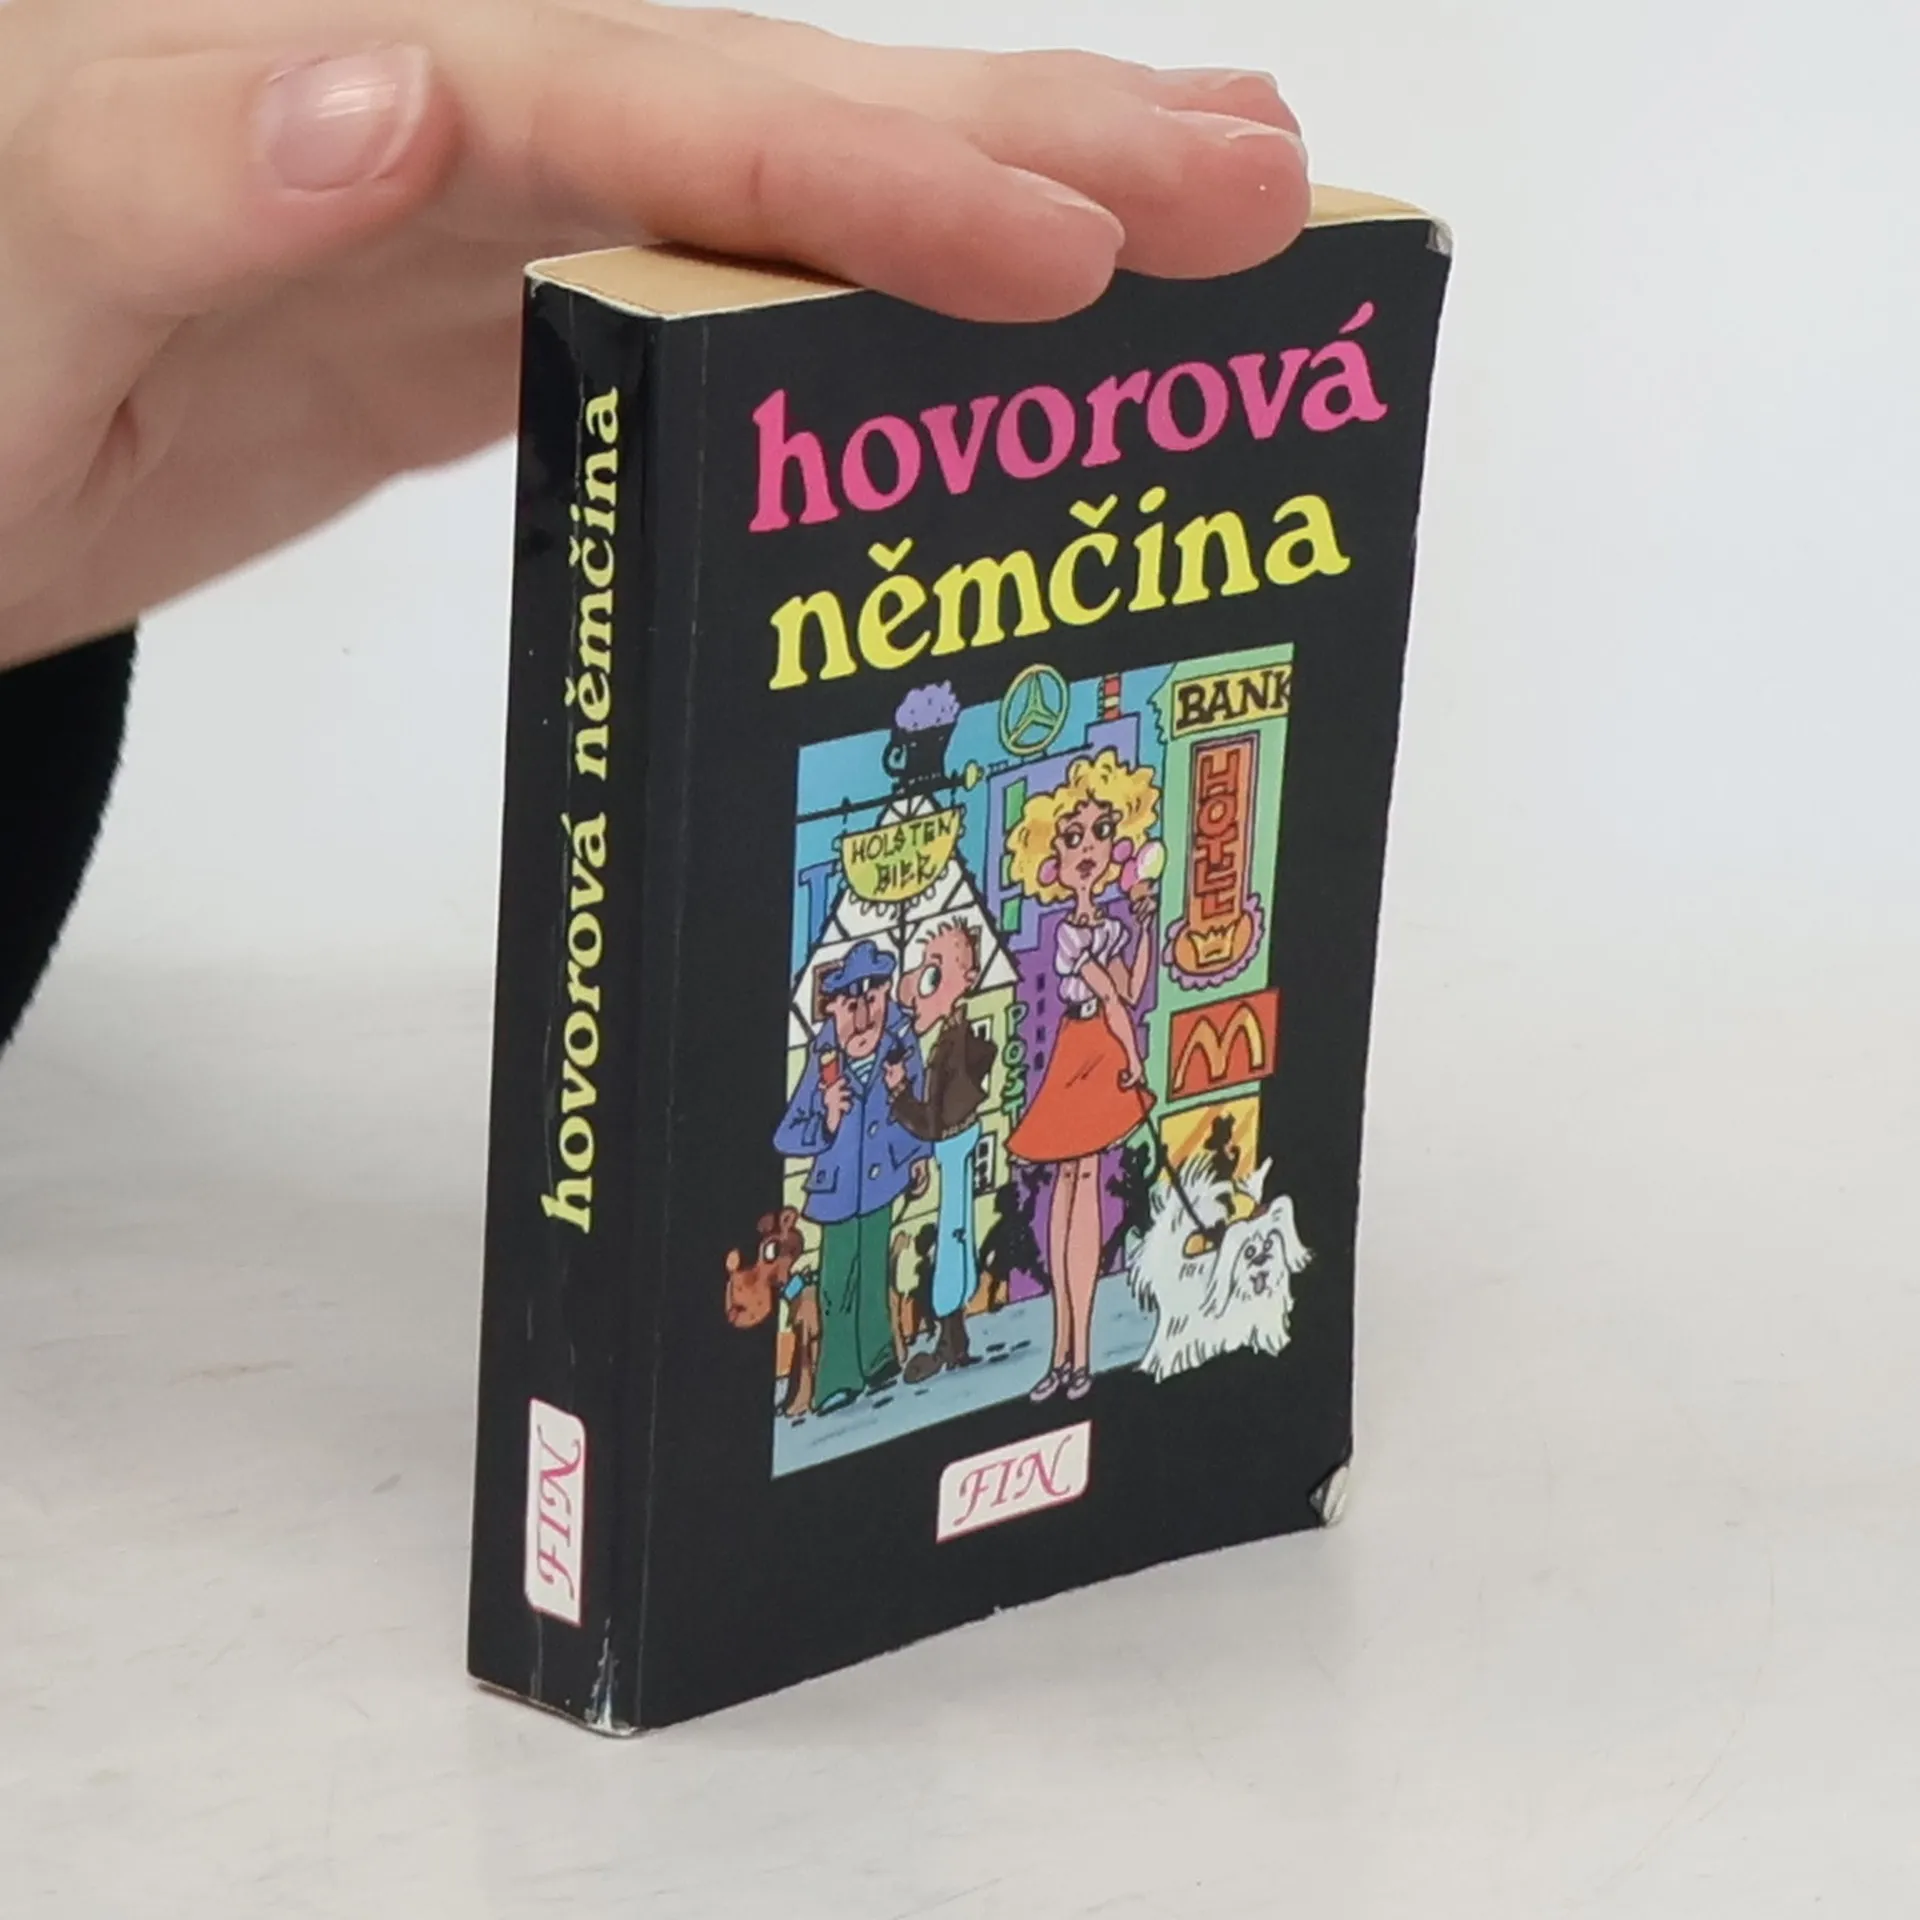 hovorová
němčina
BANK
HOTEL
HOLSTEN
BIER
POST
FIN
hovorová němčina
FIN